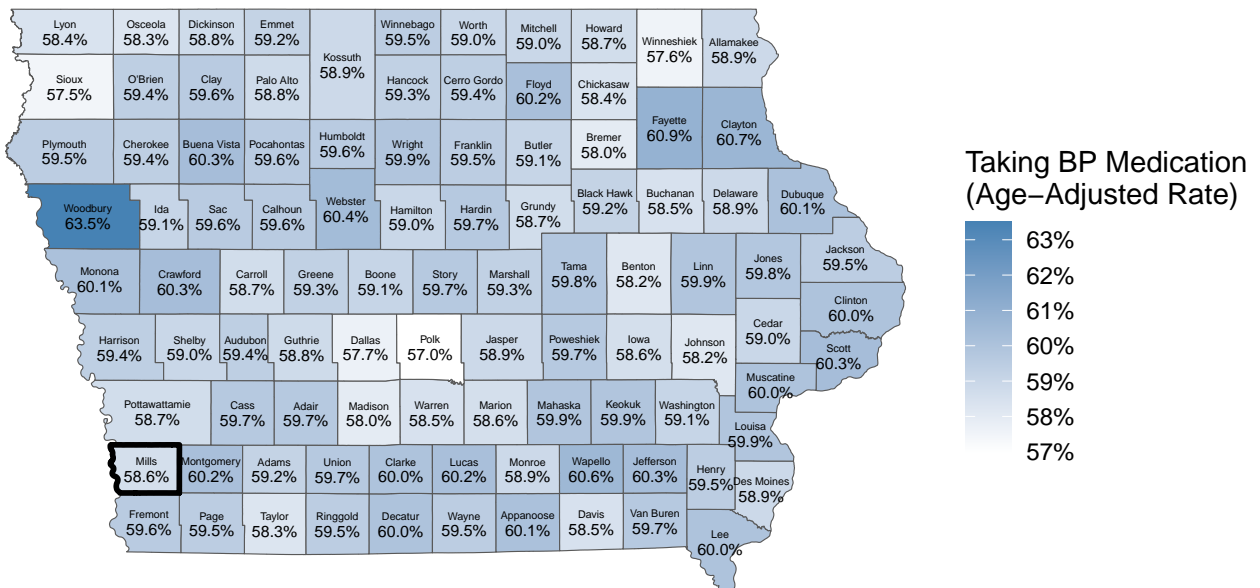 Lyon
58.4%
Osceola
58.3%
Dickinson
58.8%
Emmet
59.2%
Kossuth
58.9%
Winnebago
59.5%
Worth
59.0%
Mitchell
59.0%
Howard
58.7%
Winneshiek
57.6%
Allamakee
58.9%
Sioux
57.5%
O'Brien
59.4%
Clay
59.6%
Palo Alto
58.8%
Hancock
59.3%
Cerro Gordo
59.4%
Floyd
60.2%
Chickasaw
58.4%
Fayette
60.9%
Clayton
60.7%
Plymouth
59.5%
Cherokee
59.4%
Buena Vista
60.3%
Pocahontas
59.6%
Humboldt
59.6%
Wright
59.9%
Franklin
59.5%
Butler
59.1%
Bremer
58.0%
Woodbury
63.5%
Ida
59.1%
Sac
59.6%
Calhoun
59.6%
Webster
60.4%
Hamilton
59.0%
Hardin
59.7%
Grundy
58.7%
Black Hawk
59.2%
Buchanan
58.5%
Delaware
58.9%
Dubuque
60.1%
Monona
60.1%
Crawford
60.3%
Carroll
58.7%
Greene
59.3%
Boone
59.1%
Story
59.7%
Marshall
59.3%
Tama
59.8%
Benton
58.2%
Linn
59.9%
Jones
59.8%
Jackson
59.5%
Clinton
60.0%
Harrison
59.4%
Shelby
59.0%
Audubon
59.4%
Guthrie
58.8%
Dallas
57.7%
Polk
57.0%
Jasper
58.9%
Poweshiek
59.7%
Iowa
58.6%
Johnson
58.2%
Cedar
59.0%
Scott
60.3%
Muscatine
60.0%
Pottawattamie
58.7%
Cass
59.7%
Adair
59.7%
Madison
58.0%
Warren
58.5%
Marion
58.6%
Mahaska
59.9%
Keokuk
59.9%
Washington
59.1%
Louisa
59.9%
Mills
58.6%
Montgomery
60.2%
Adams
59.2%
Union
59.7%
Clarke
60.0%
Lucas
60.2%
Monroe
58.9%
Wapello
60.6%
Jefferson
60.3%
Henry
59.5%
Des Moines
58.9%
Fremont
59.6%
Page
59.5%
Taylor
58.3%
Ringgold
59.5%
Decatur
60.0%
Wayne
59.5%
Appanoose
60.1%
Davis
58.5%
Van Buren
59.7%
Lee
60.0%
Taking BP Medication
(Age−Adjusted Rate)
63%
62%
61%
60%
59%
58%
57%